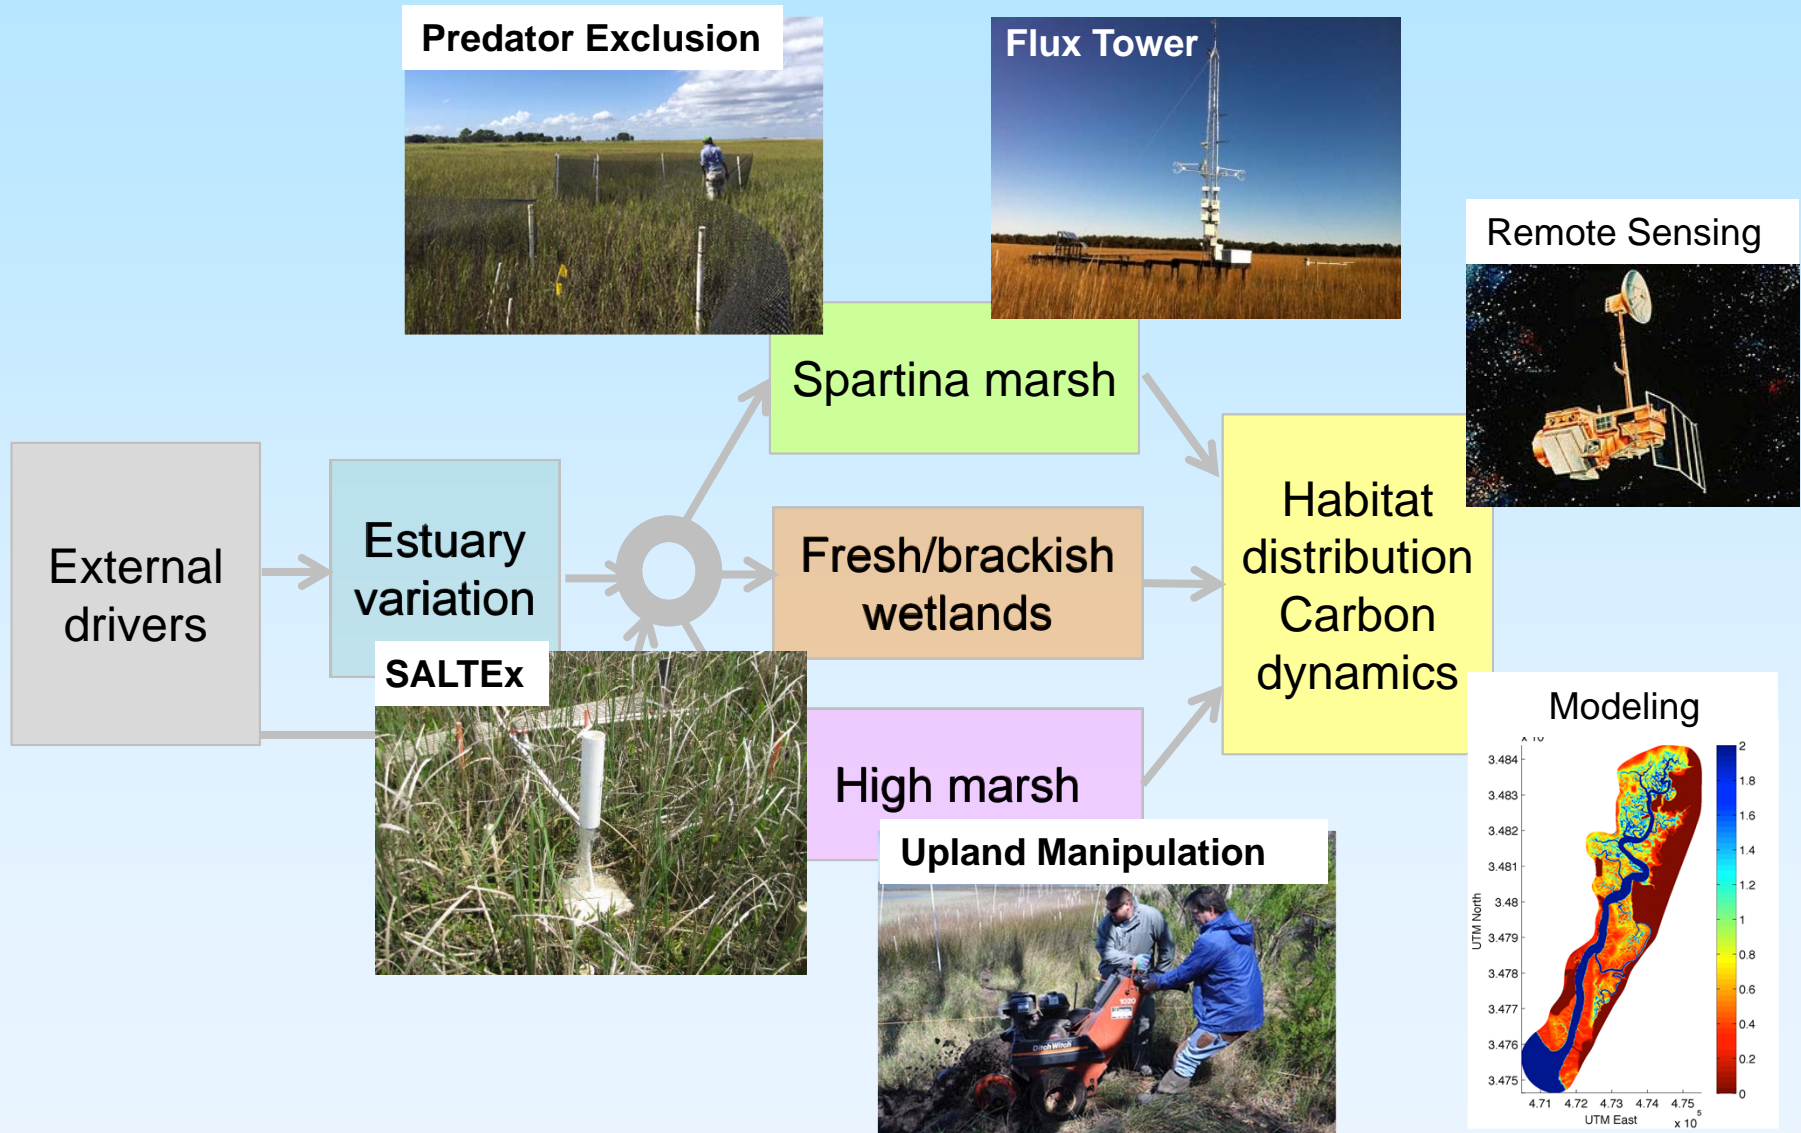 Predator Exclusion
Flux Tower
Remote Sensing
Spartina marsh
External
drivers
Estuary
variation
Fresh/brackish
wetlands
Habitat
distribution
Carbon
dynamics
SALTEx
High marsh
Upland Manipulation
1020
Ditch Witch
Modeling
3.484
3.483
3.482
3.481
3.48
3.479
3.478
3.477
3.476
3.475
UTM North
4.71 4.72 4.73 4.74 4.75
UTM East
x 10⁵
2
1.8
1.6
1.4
1.2
1
0.8
0.6
0.4
0.2
0